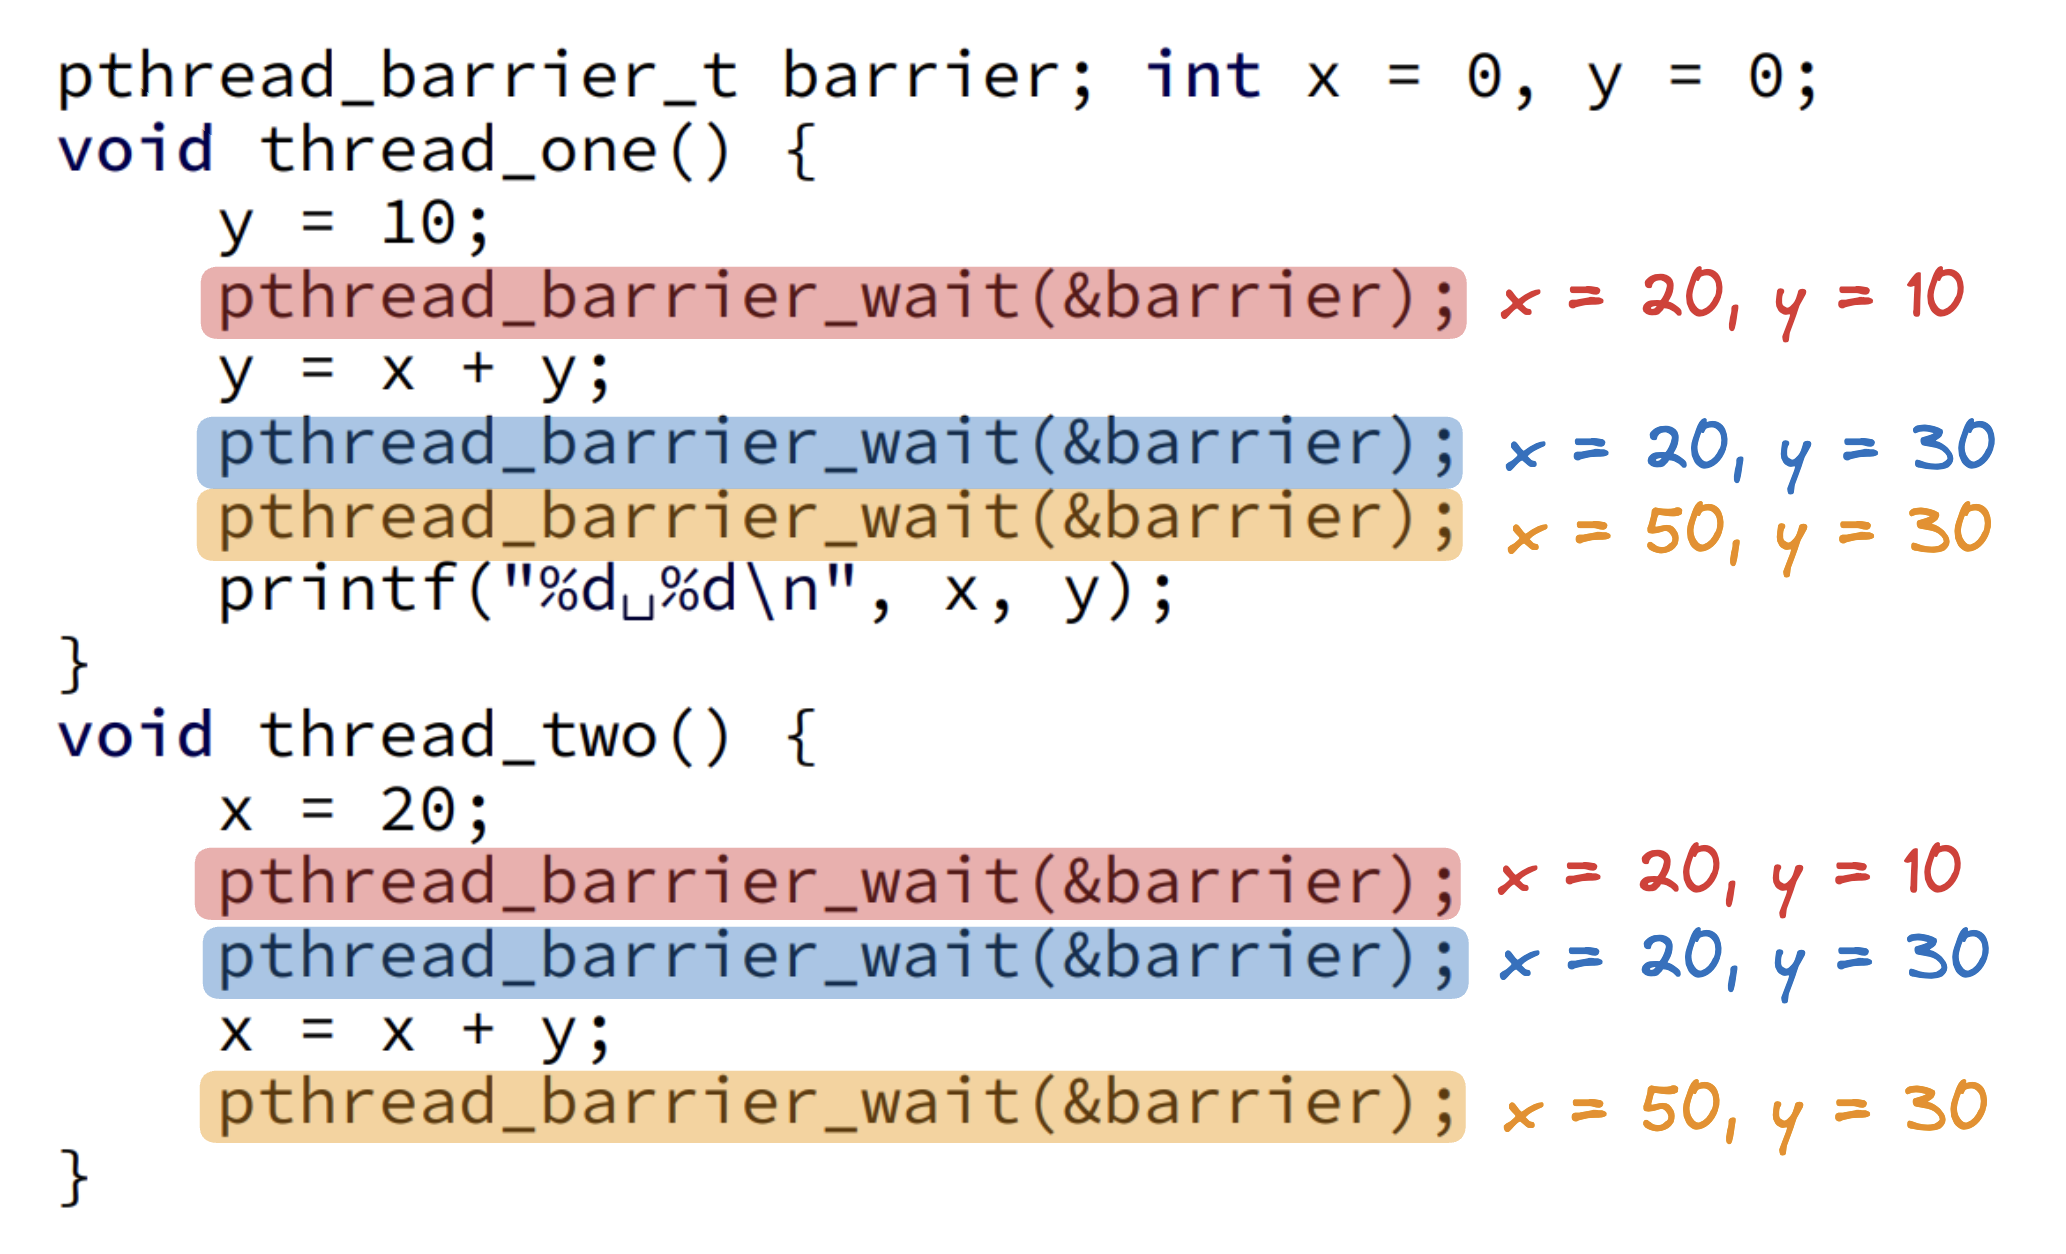 pthread_barrier_t barrier; int x = 0, y = 0;
void thread_one() {
    y = 10;
    pthread_barrier_wait(&barrier); x = 20, y = 10
    y = x + y;
    pthread_barrier_wait(&barrier); x = 20, y = 30
    pthread_barrier_wait(&barrier); x = 50, y = 30
    printf("%d␣%d\n", x, y);
}
void thread_two() {
    x = 20;
    pthread_barrier_wait(&barrier); x = 20, y = 10
    pthread_barrier_wait(&barrier); x = 20, y = 30
    x = x + y;
    pthread_barrier_wait(&barrier); x = 50, y = 30
}